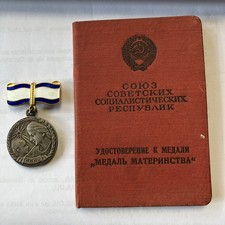 СОЮЗ
СОВЕТСКИХ
СОЦИАЛИСТИЧЕСКИХ
РЕСПУБЛИК
УДОСТОВЕРЕНИЕ К МЕДАЛИ
„МЕДАЛЬ МАТЕРИНСТВА"